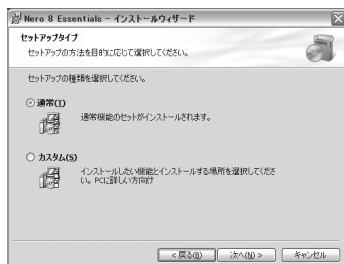 Nero 8 Essentials - インストールウィザード
セットアップタイプ
セットアップの方法を目的に応じて選択してください。
セットアップの種類を選択してください。
通常(T)
通常機能のセットがインストールされます。
カスタム(S)
インストールしたい機能とインストールする場所を選択してくださ
い。PCに詳しい方向け
< 戻る(B)
次へ(N) >
キャンセル